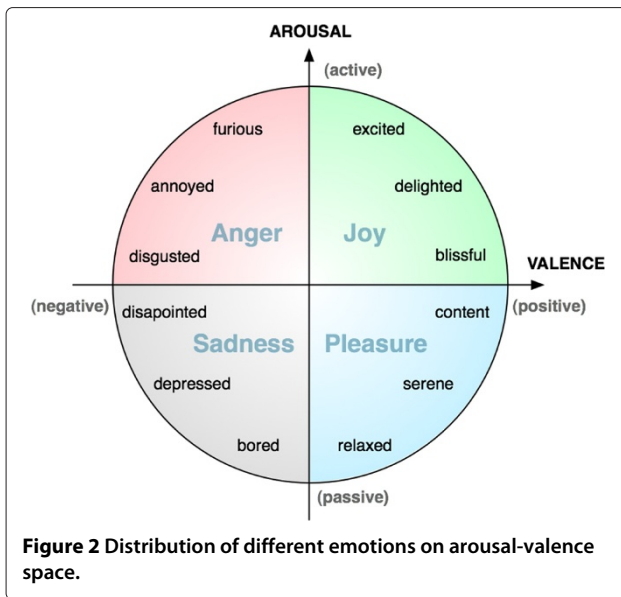 AROUSAL
(active)
furious
excited
annoyed
delighted
Anger
Joy
disgusted
blissful
VALENCE
(negative)
disapointed
content
(positive)
Sadness
Pleasure
depressed
serene
bored
relaxed
(passive)
Figure 2 Distribution of different emotions on arousal-valence
space.